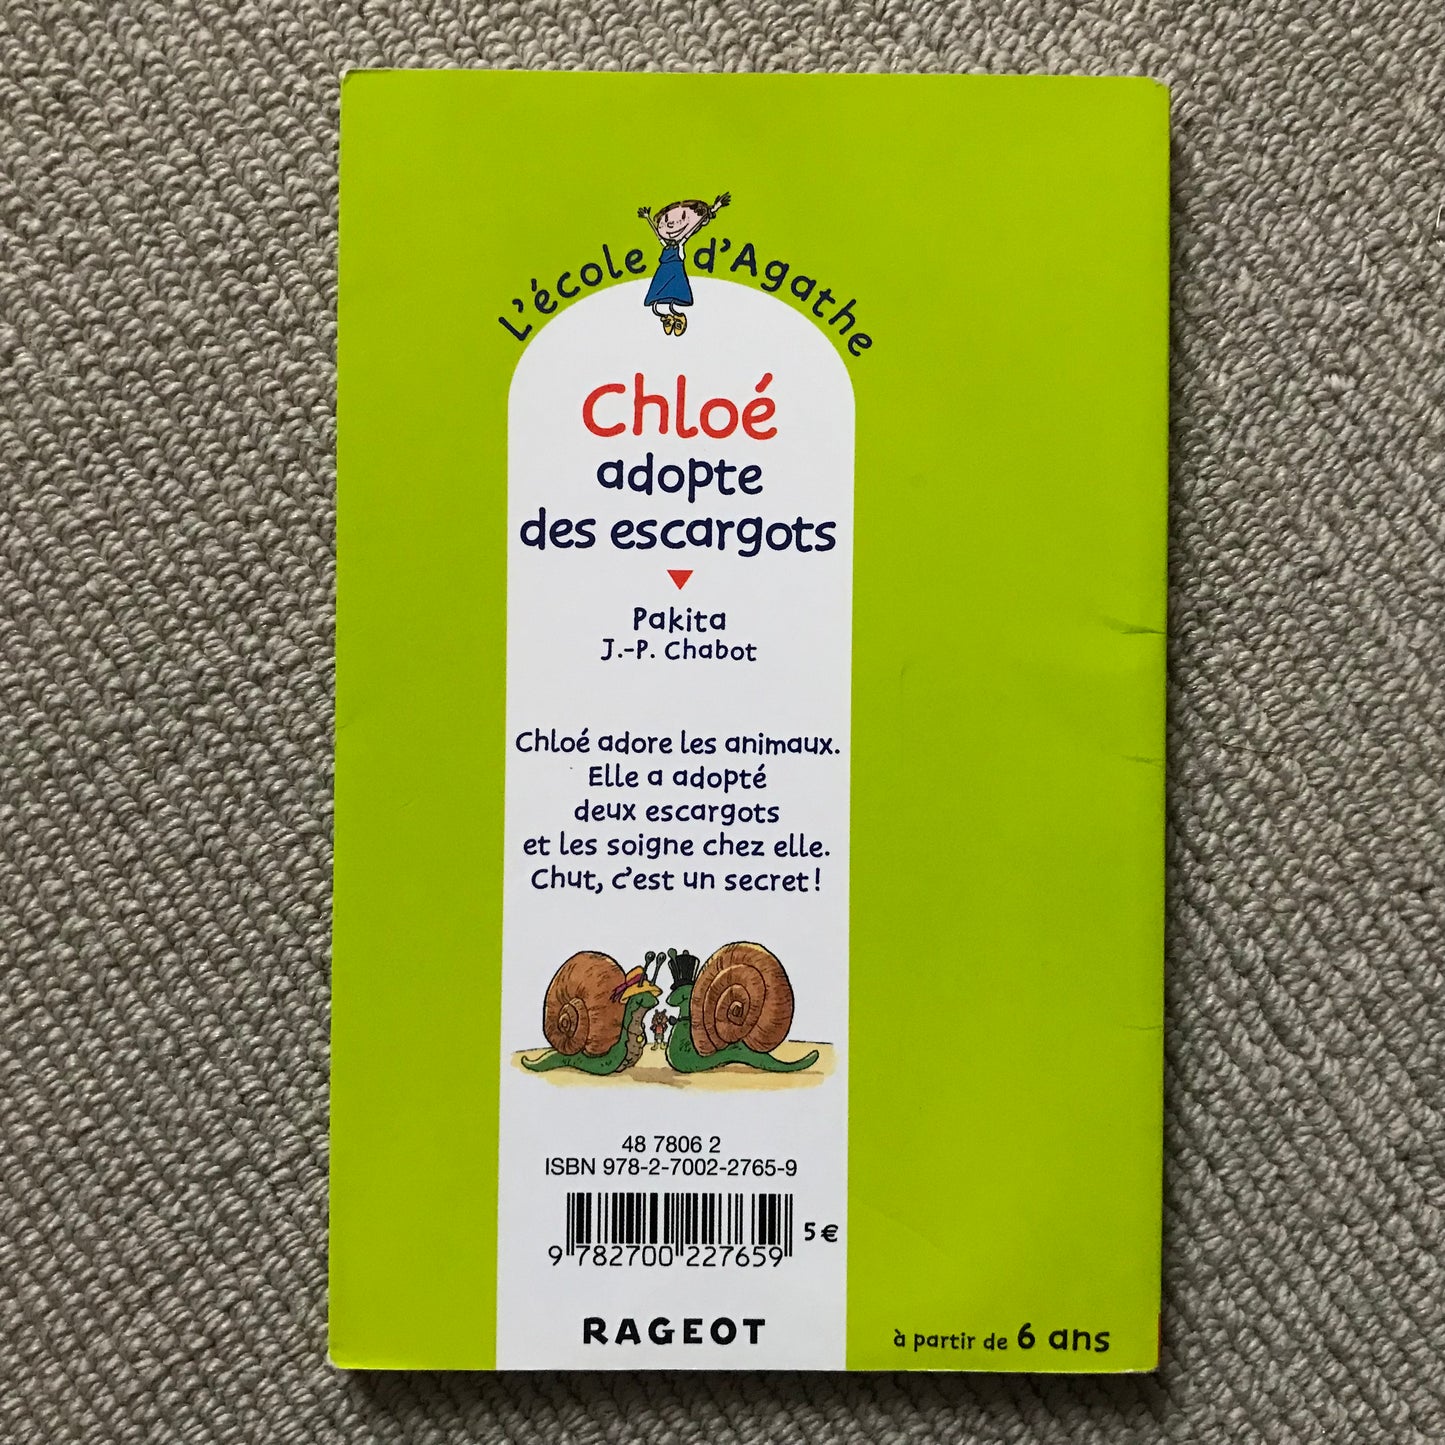 L'école d'Agathe
Chloé
adopte
des escargots
Pakita
J.-P. Chabot
Chloé adore les animaux.
Elle a adopté
deux escargots
et les soigne chez elle.
Chut, c'est un secret !
48 7806 2
ISBN 978-2-7002-2765-9
5 €
9 782700 227659
RAGEOT
à partir de 6 ans